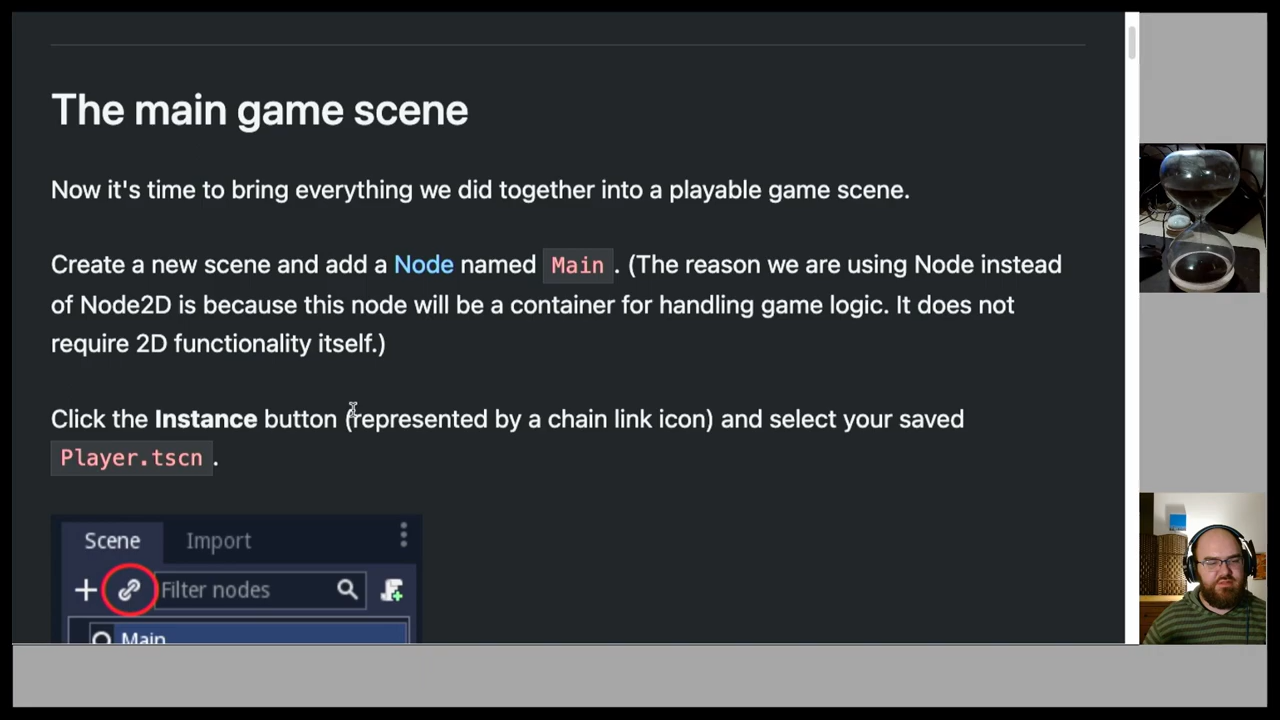 The main game scene
Now it's time to bring everything we did together into a playable game scene.
Create a new scene and add a Node named Main. (The reason we are using Node instead
of Node2D is because this node will be a container for handling game logic. It does not
require 2D functionality itself.)
Click the Instance button (represented by a chain link icon) and select your saved
Player.tscn.
Scene Import
Filter nodes
Main